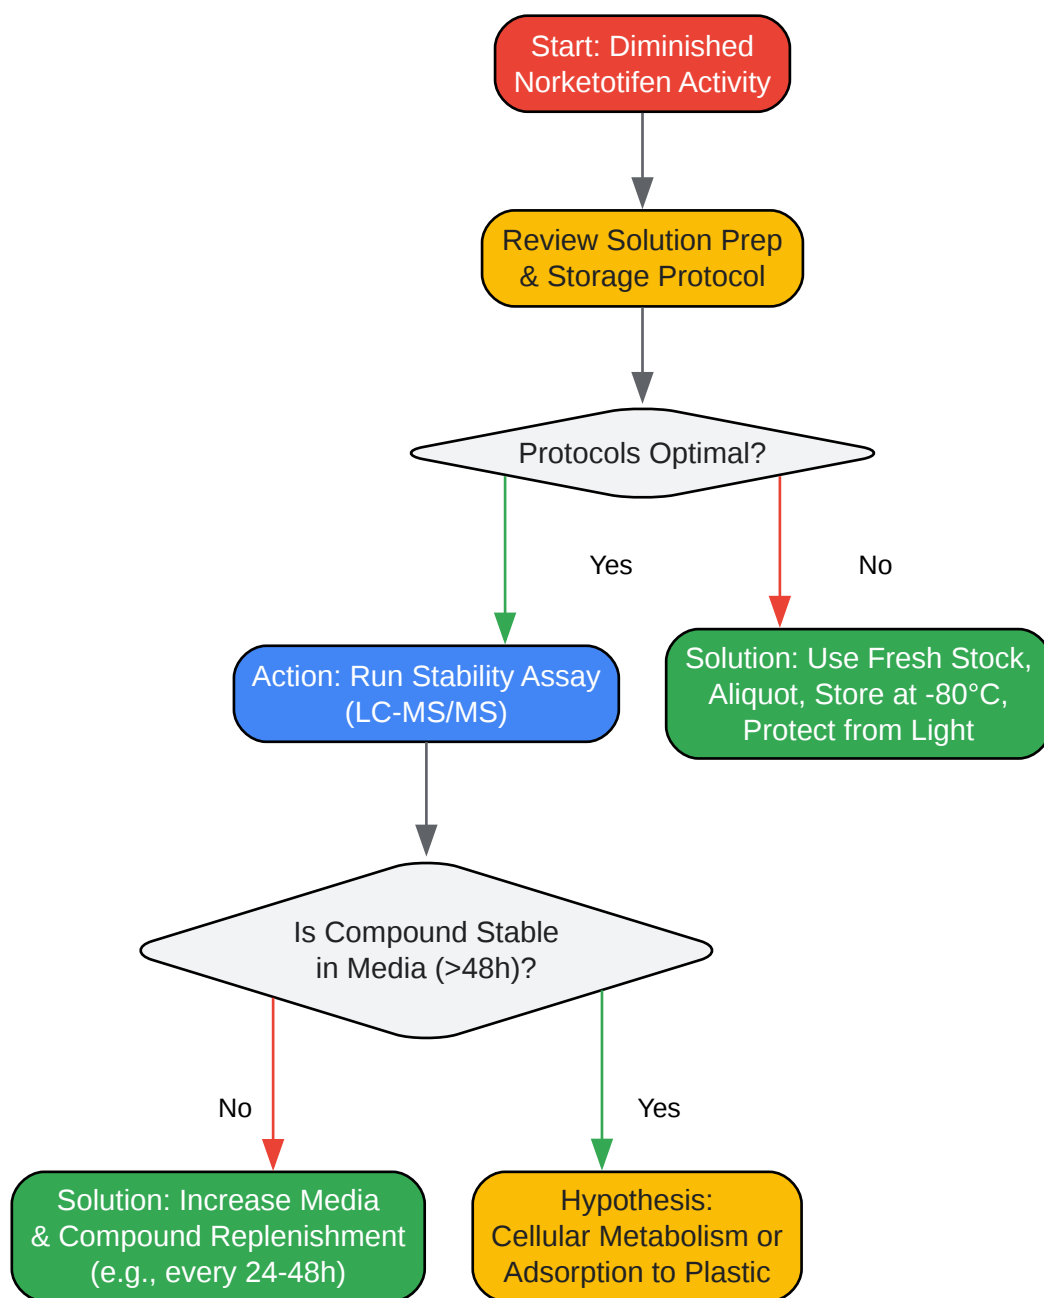 Start: Diminished
Norketotifen Activity
Review Solution Prep
& Storage Protocol
Protocols Optimal?
Yes
No
Action: Run Stability Assay
(LC-MS/MS)
Solution: Use Fresh Stock,
Aliquot, Store at -80°C,
Protect from Light
Is Compound Stable
in Media (>48h)?
No
Yes
Solution: Increase Media
& Compound Replenishment
(e.g., every 24-48h)
Hypothesis:
Cellular Metabolism or
Adsorption to Plastic